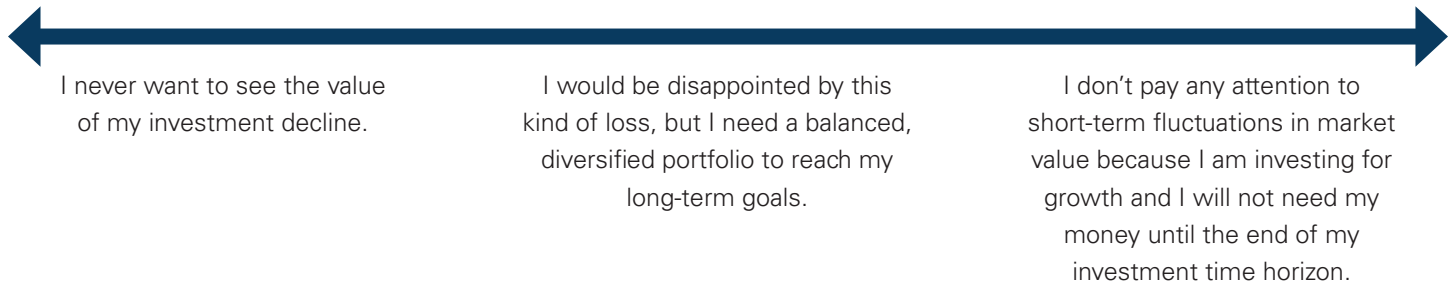 I never want to see the value
of my investment decline.
I would be disappointed by this
kind of loss, but I need a balanced,
diversified portfolio to reach my
long-term goals.
I don’t pay any attention to
short-term fluctuations in market
value because I am investing for
growth and I will not need my
money until the end of my
investment time horizon.